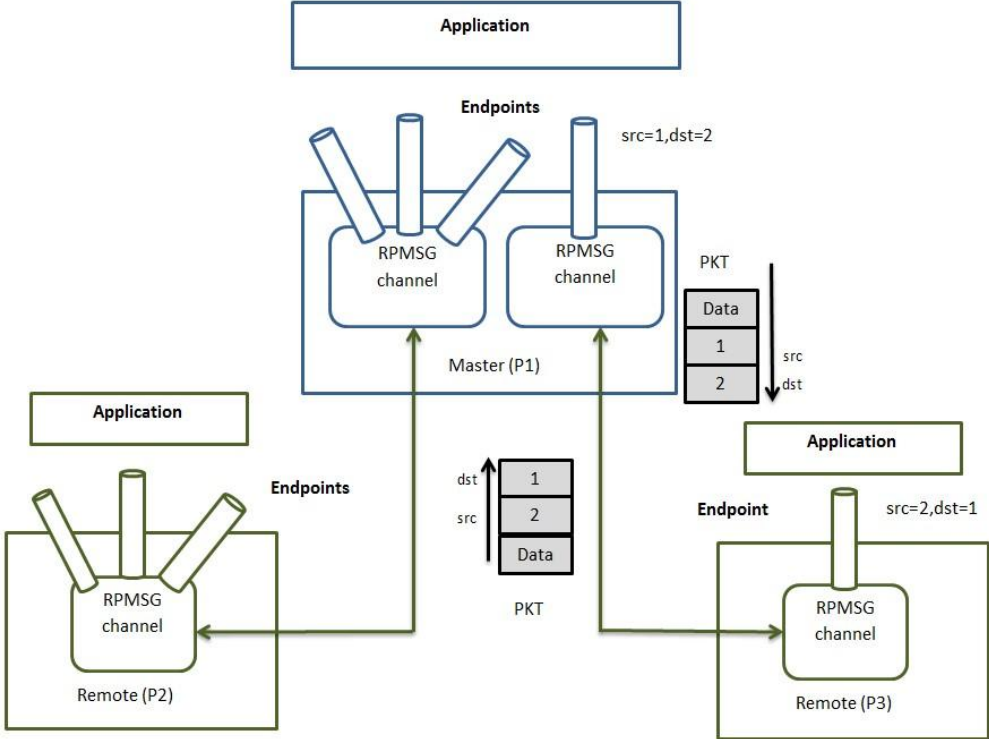 Application
Endpoints
src=1,dst=2
RPMSG
channel
RPMSG
channel
PKT
Data
1
src
2
dst
Master (P1)
Application
Application
Endpoints
dst
1
src
2
Data
PKT
Endpoint
src=2,dst=1
RPMSG
channel
Remote (P2)
RPMSG
channel
Remote (P3)